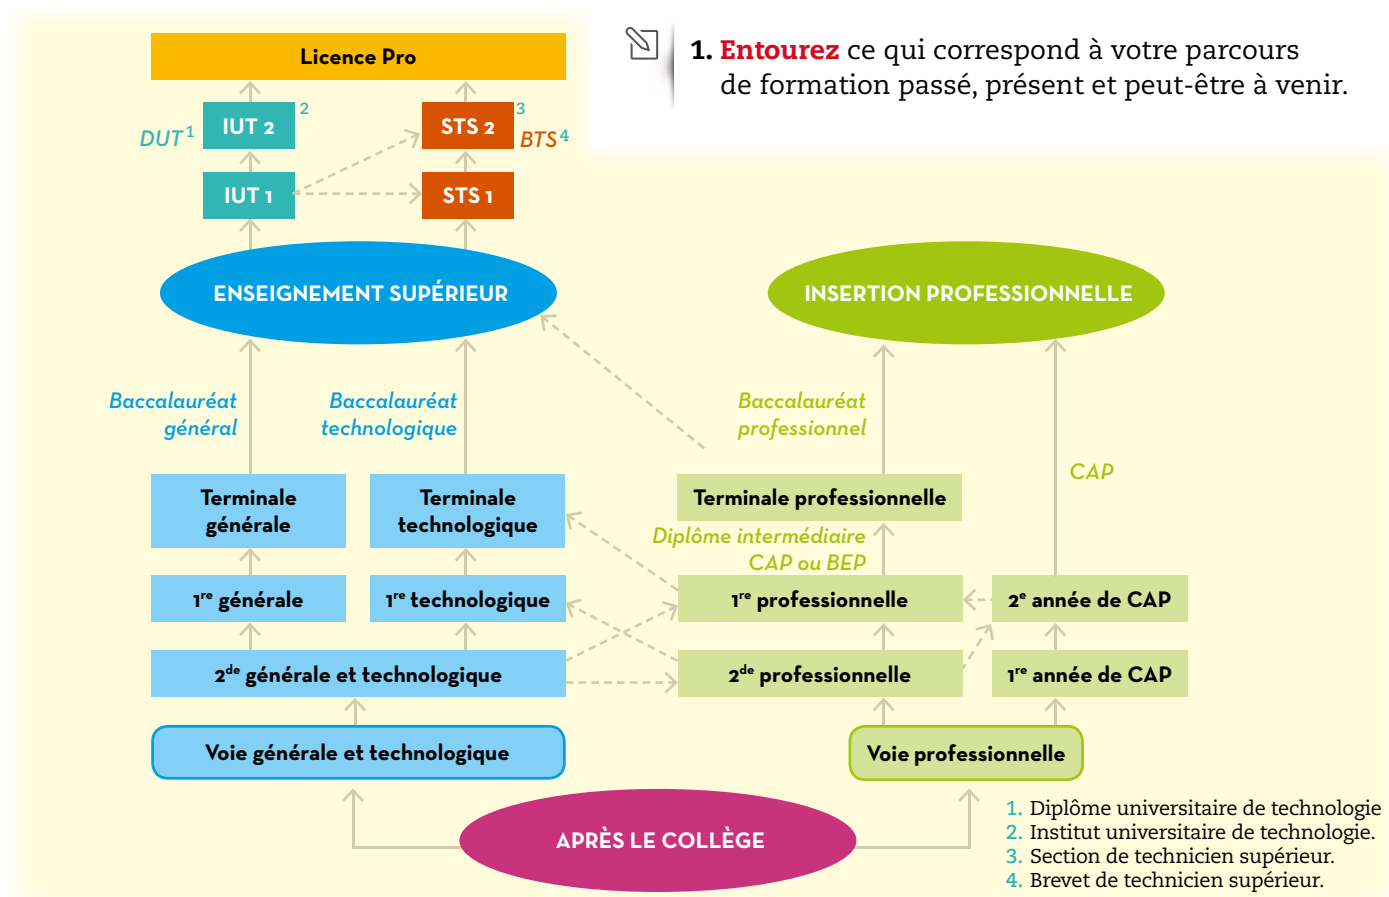 Licence Pro
1. Entourez ce qui correspond à votre parcours
de formation passé, présent et peut-être à venir.
DUT1
IUT 2
2
STS 2
3
BTS4
IUT 1
STS 1
ENSEIGNEMENT SUPÉRIEUR
INSERTION PROFESSIONNELLE
Baccalauréat
général
Baccalauréat
technologique
Baccalauréat
professionnel
CAP
Terminale
générale
Terminale
technologique
Terminale professionnelle
Diplôme intermédiaire
CAP ou BEP
1re générale
1re technologique
1re professionnelle
2e année de CAP
2de générale et technologique
2de professionnelle
1re année de CAP
Voie générale et technologique
Voie professionnelle
APRÈS LE COLLÈGE
1. Diplôme universitaire de technologie
2. Institut universitaire de technologie.
3. Section de technicien supérieur.
4. Brevet de technicien supérieur.